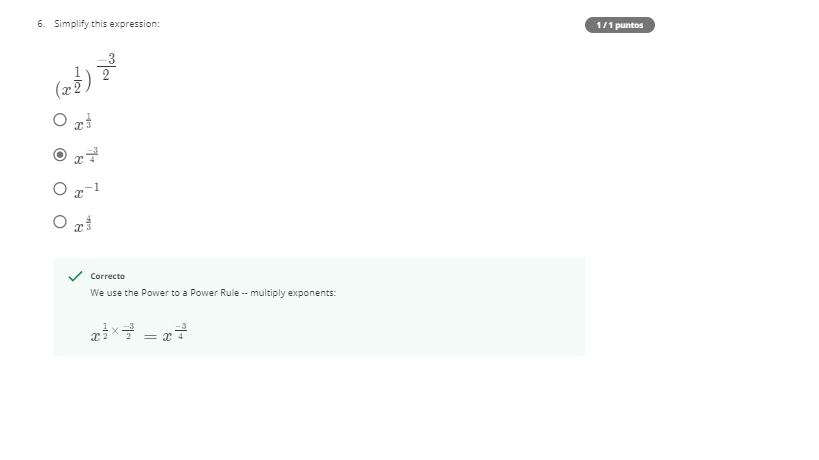 6. Simplify this expression:
1 / 1 puntos
(x^{\frac{1}{2}})^{\frac{-3}{2}}
x^{\frac{1}{3}}
x^{\frac{-3}{4}}
x^{-1}
x^{\frac{4}{3}}
Correcto
We use the Power to a Power Rule -- multiply exponents:
x^{\frac{1}{2} \times \frac{-3}{2}} = x^{\frac{-3}{4}}